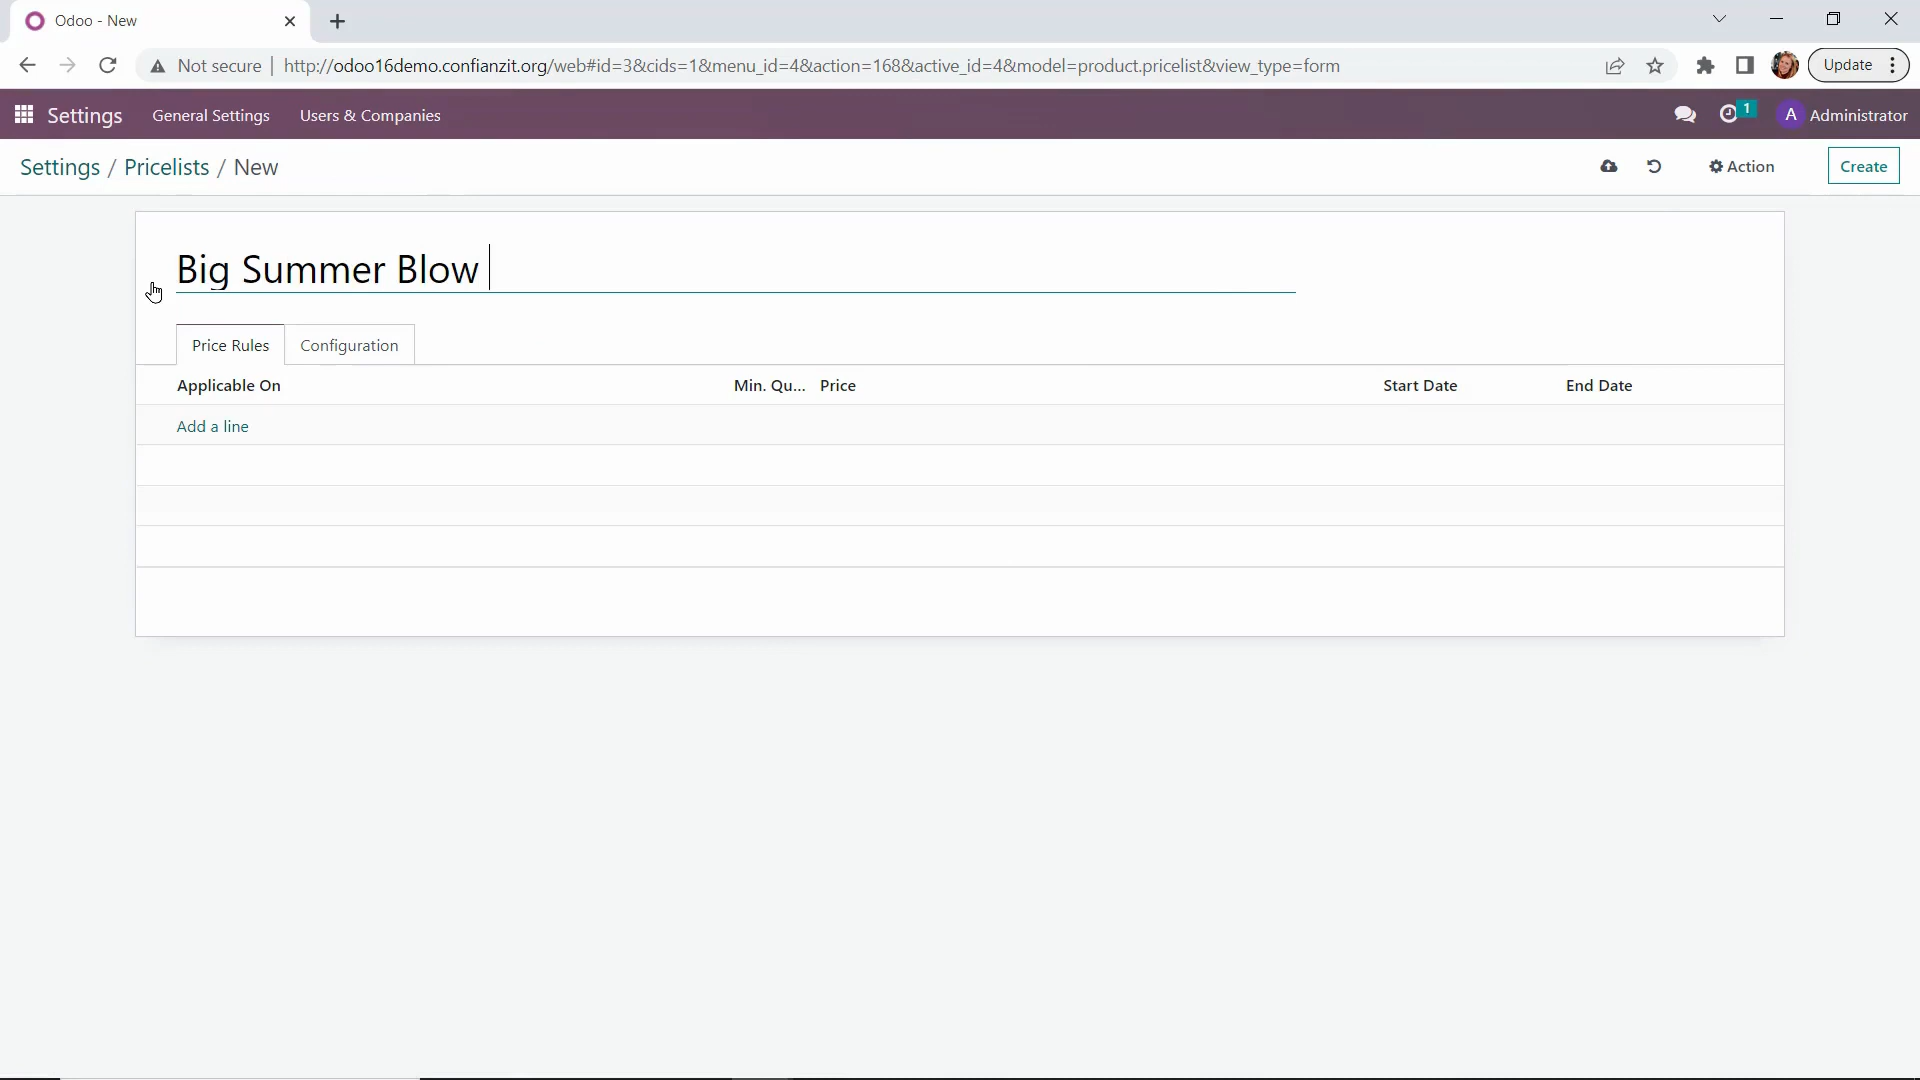 Odoo - New
Not secure
http://odoo16demo.confianzit.org/web#id=3&cids=1&menu_id=4&action=168&active_id=4&model=product.pricelist&view_type=form
Update
Settings General Settings Users & Companies 1 A Administrator
Settings / Pricelists / New Action Create
Big Summer Blow
Price Rules Configuration
Applicable On Min. Qu... Price Start Date End Date
Add a line